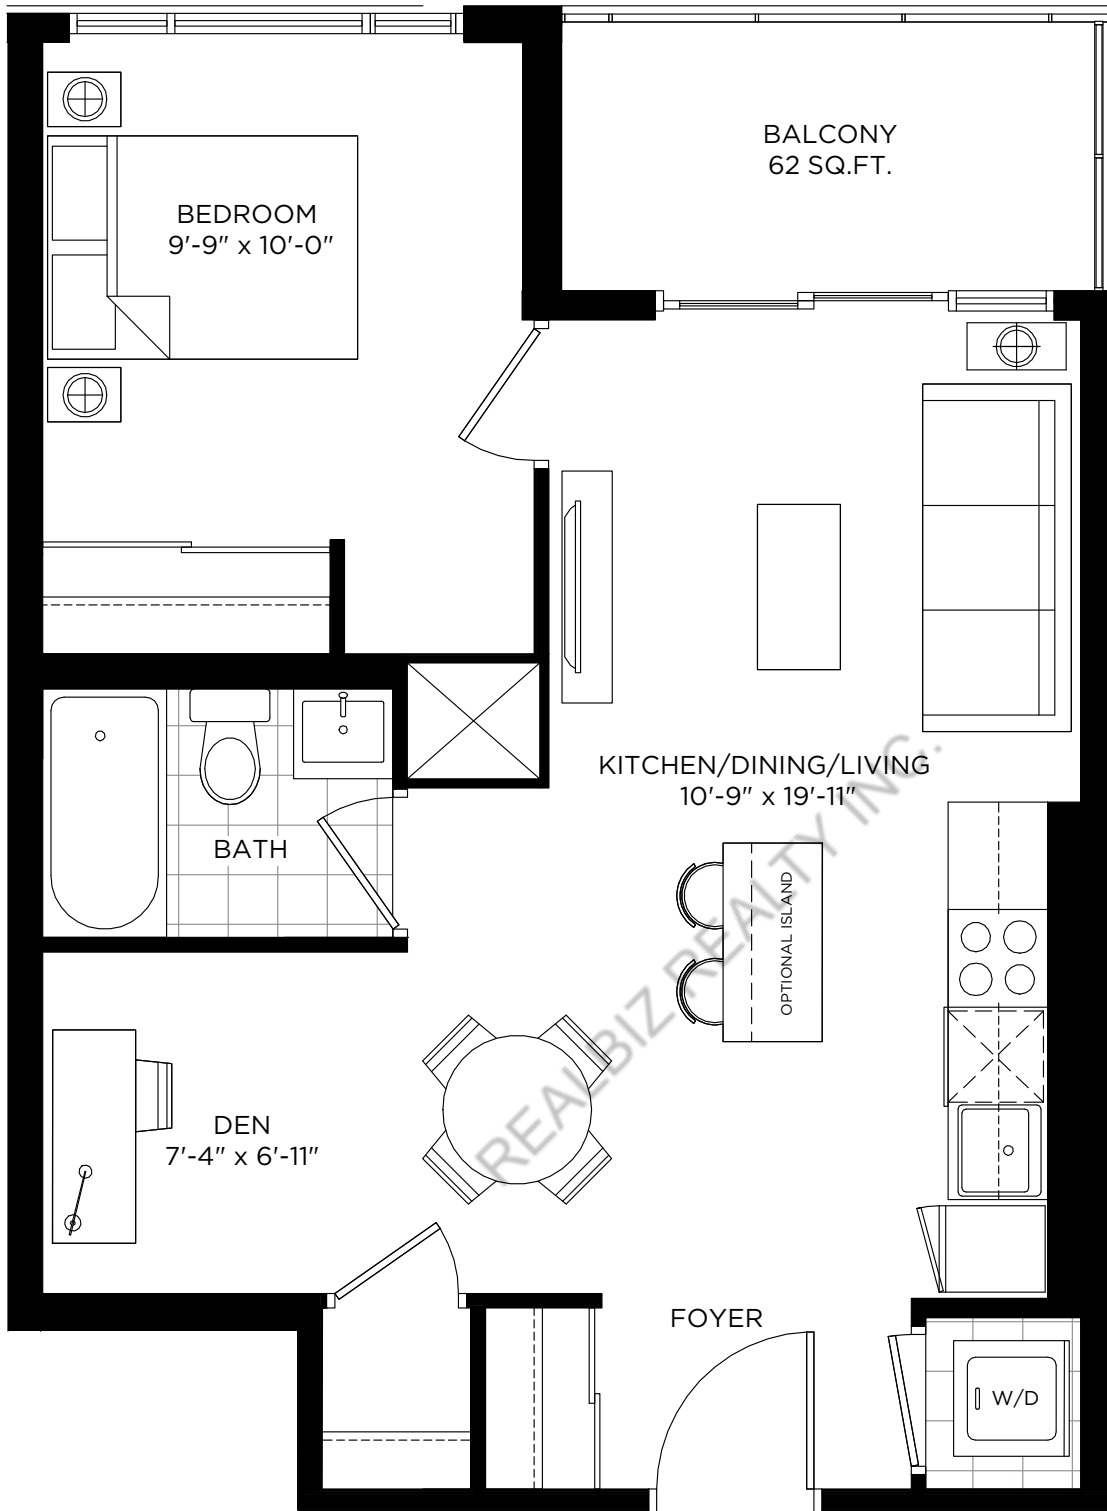 BALCONY
62 SQ.FT.
BEDROOM
9'-9" x 10'-0"
KITCHEN/DINING/LIVING
10'-9" x 19'-11"
BATH
OPTIONAL ISLAND
REALBIZ REALTY INC.
DEN
7'-4" x 6'-11"
FOYER
W/D